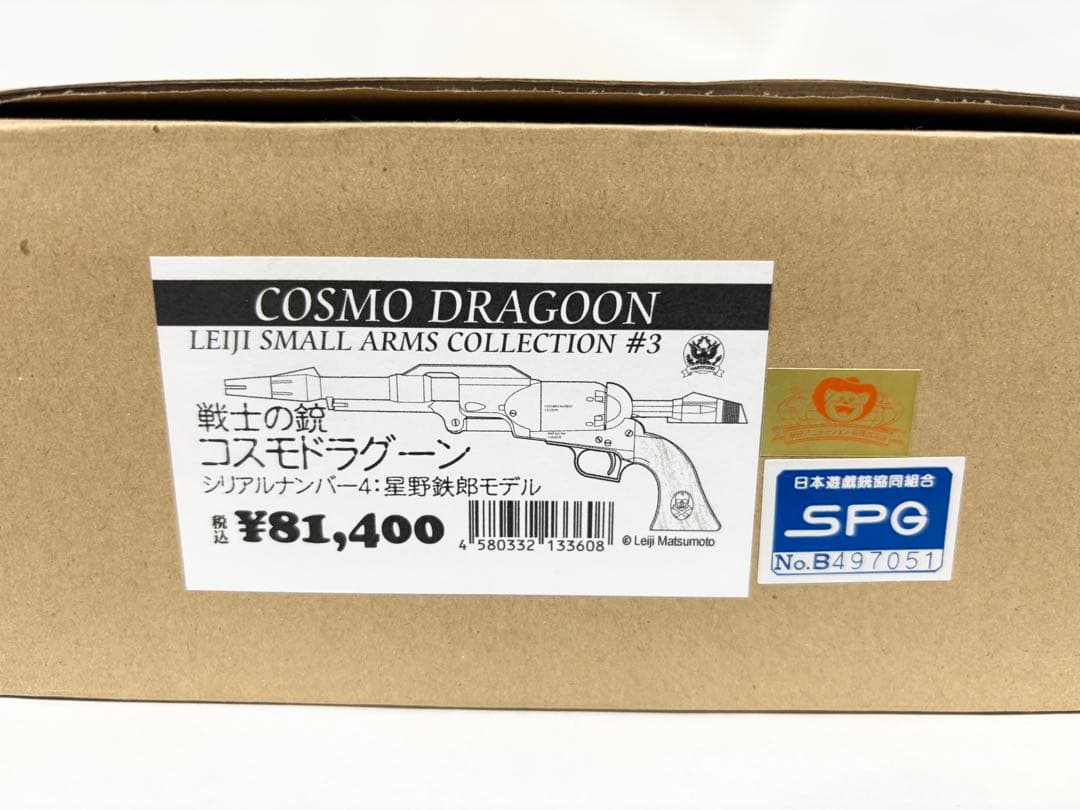 COSMO DRAGOON
LEIJI SMALL ARMS COLLECTION #3
HARTFORD
戦士の銃
コスモドラグーン
シリアルナンバー4:星野鉄郎モデル
税込 ¥81,400
4 580332 133608
© Leiji Matsumoto
日本遊戯銃協同組合
SPG
No.B497051